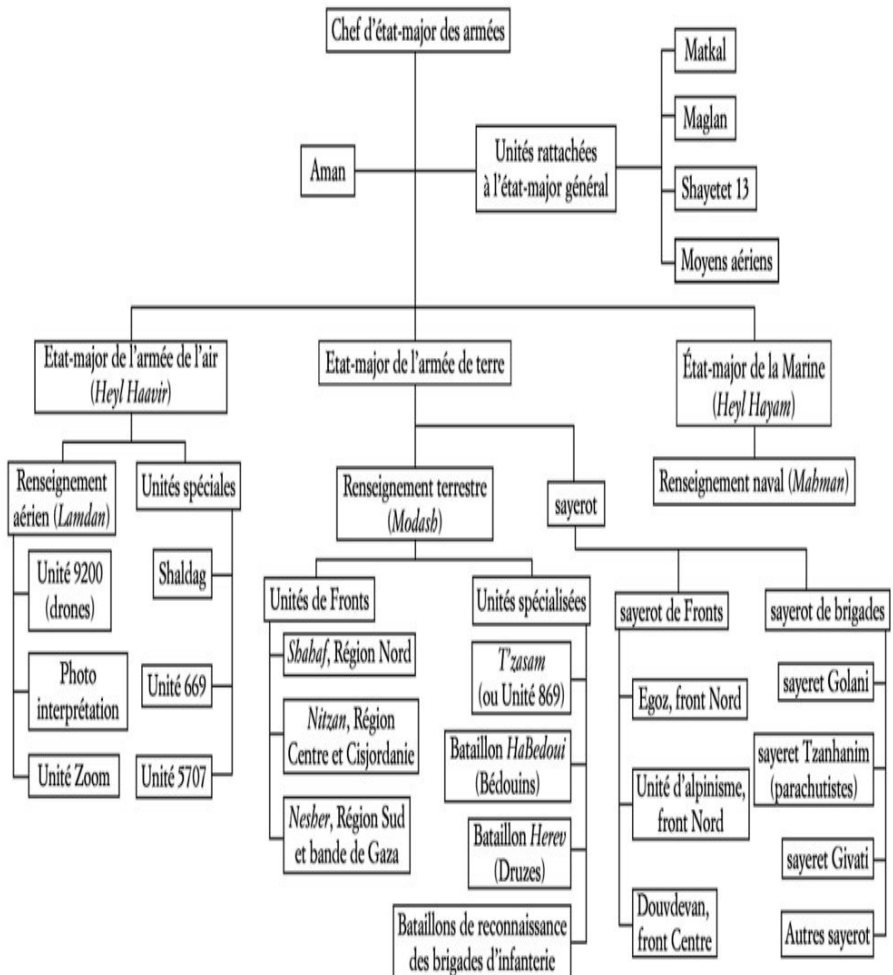 Chef d'état-major des armées
Matkal
Maglan
Aman
Unités rattachées
à l'état-major général
Shayetet 13
Moyens aériens
Etat-major de l'armée de l'air
(Heyl Haavir)
Etat-major de l'armée de terre
État-major de la Marine
(Heyl Hayam)
Renseignement
aérien (Lamdan)
Unités spéciales
Renseignement terrestre
(Modash)
sayerot
Renseignement naval (Mahman)
Unité 9200
(drones)
Photo
interprétation
Unité Zoom
Shaldag
Unité 669
Unité 5707
Unités de Fronts
Shahaf, Région Nord
Nitzan, Région
Centre et Cisjordanie
Nesher, Région Sud
et bande de Gaza
Unités spécialisées
T'zasam
(ou Unité 869)
Bataillon HaBedoui
(Bédouins)
Bataillon Herev
(Druzes)
Bataillons de reconnaissance
des brigades d'infanterie
sayerot de Fronts
Egoz, front Nord
Unité d'alpinisme,
front Nord
Douvdevan,
front Centre
sayerot de brigades
sayeret Golani
sayeret Tzanhanim
(parachutistes)
sayeret Givati
Autres sayerot